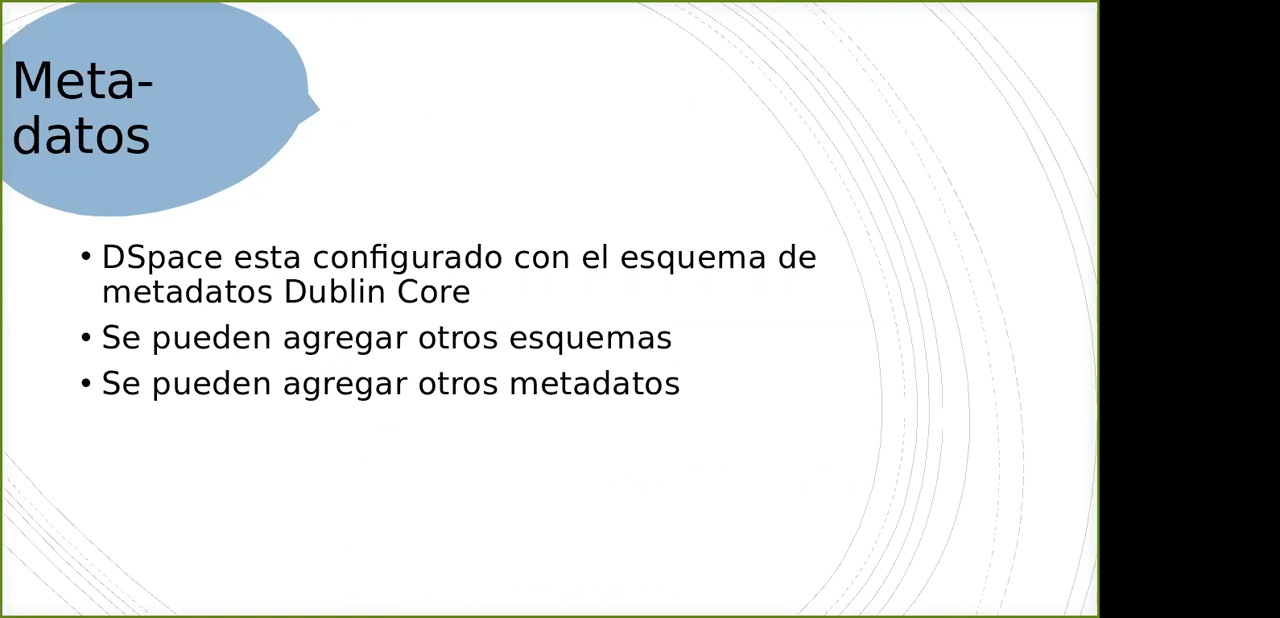 Meta-
datos
• DSpace esta configurado con el esquema de
metadatos Dublin Core
• Se pueden agregar otros esquemas
• Se pueden agregar otros metadatos